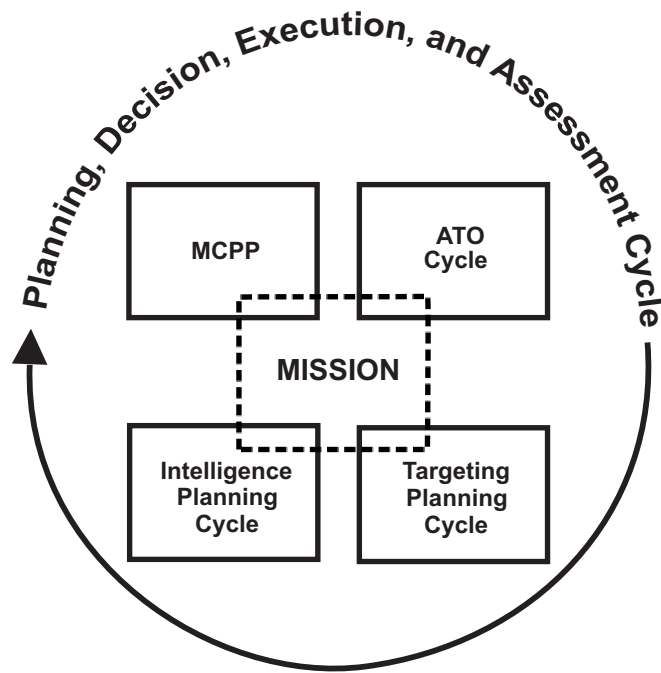 Planning, Decision, Execution, and Assessment Cycle
MCPP
ATO
Cycle
MISSION
Intelligence
Planning
Cycle
Targeting
Planning
Cycle